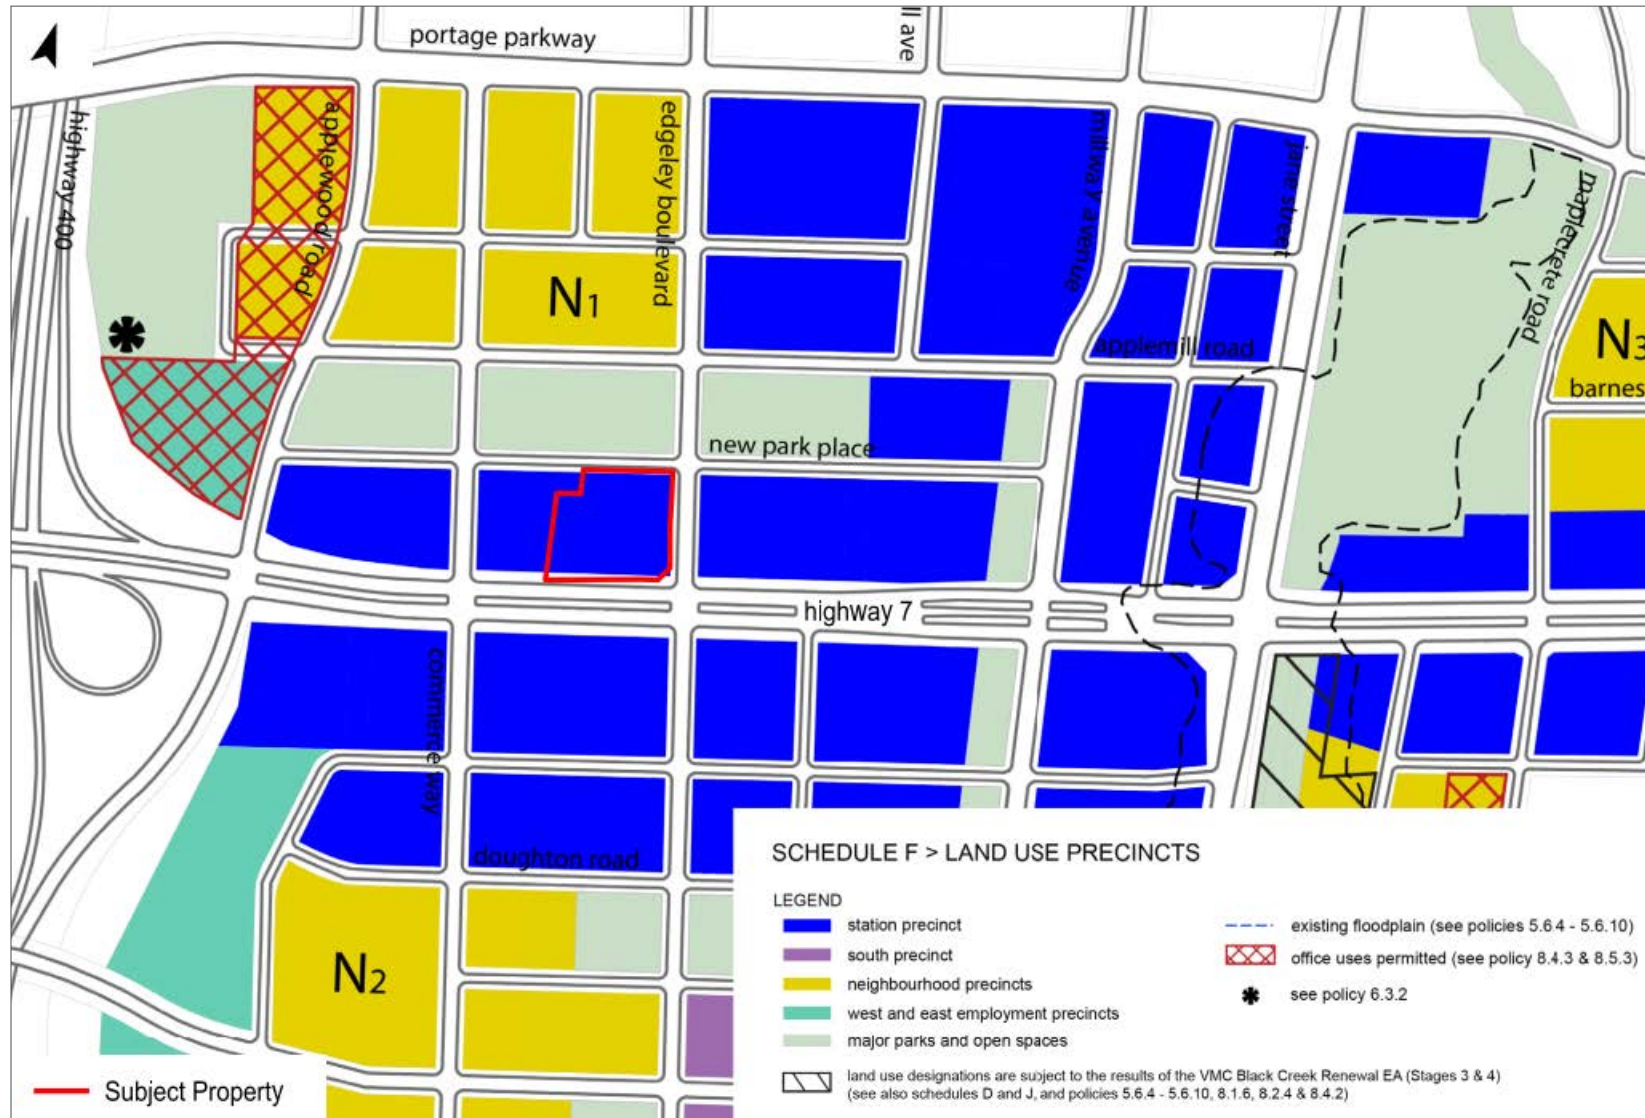 portage parkway
ll ave
highway 400
applewood road
edgeley boulevard
millway avenue
jane street
maplecrete road
N1
applemill road
N3
barnes
new park place
highway 7
commerce way
doughton road
N2
SCHEDULE F > LAND USE PRECINCTS
LEGEND
station precinct
south precinct
neighbourhood precincts
west and east employment precincts
major parks and open spaces
existing floodplain (see policies 5.6.4 - 5.6.10)
office uses permitted (see policy 8.4.3 & 8.5.3)
see policy 6.3.2
land use designations are subject to the results of the VMC Black Creek Renewal EA (Stages 3 & 4)
(see also schedules D and J, and policies 5.6.4 - 5.6.10, 8.1.6, 8.2.4 & 8.4.2)
Subject Property